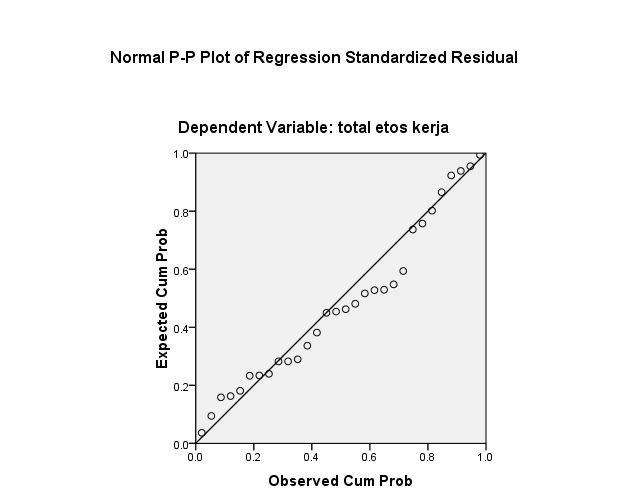 Normal P-P Plot of Regression Standardized Residual
Dependent Variable: total etos kerja
Expected Cum Prob
1.0
0.8
0.6
0.4
0.2
0.0
0.0 0.2 0.4 0.6 0.8 1.0
Observed Cum Prob